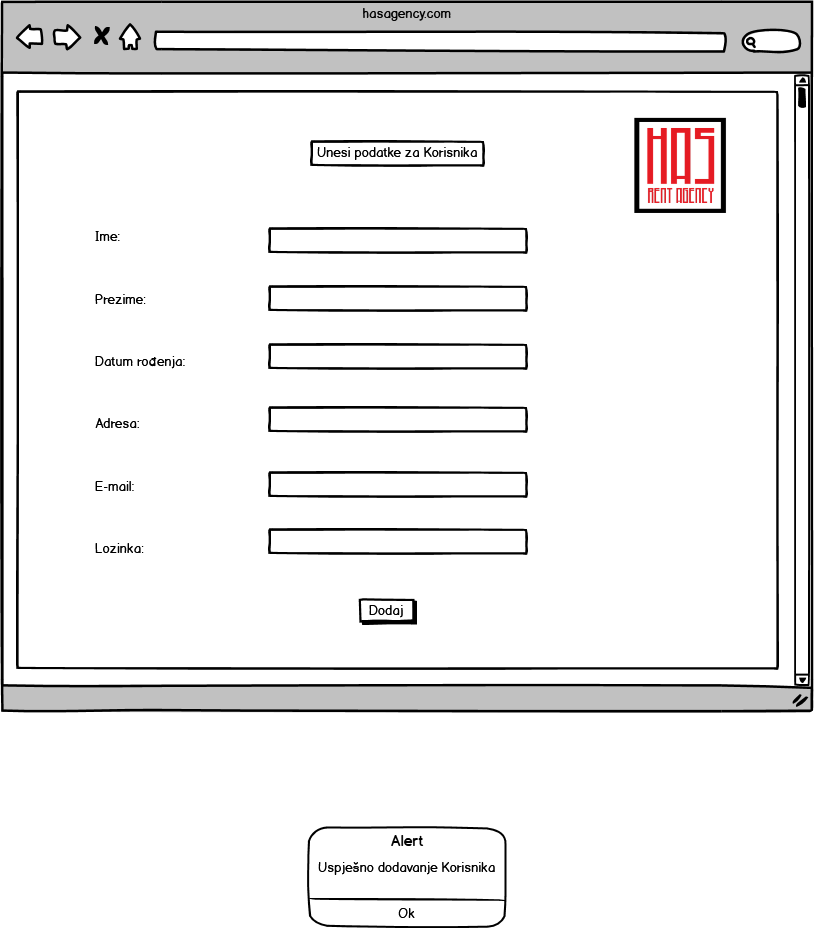 hasagency.com
Unesi podatke za Korisnika
HAS
RENT AGENCY
Ime:
Prezime:
Datum rođenja:
Adresa:
E-mail:
Lozinka:
Dodaj
Alert
Uspješno dodavanje Korisnika
Ok